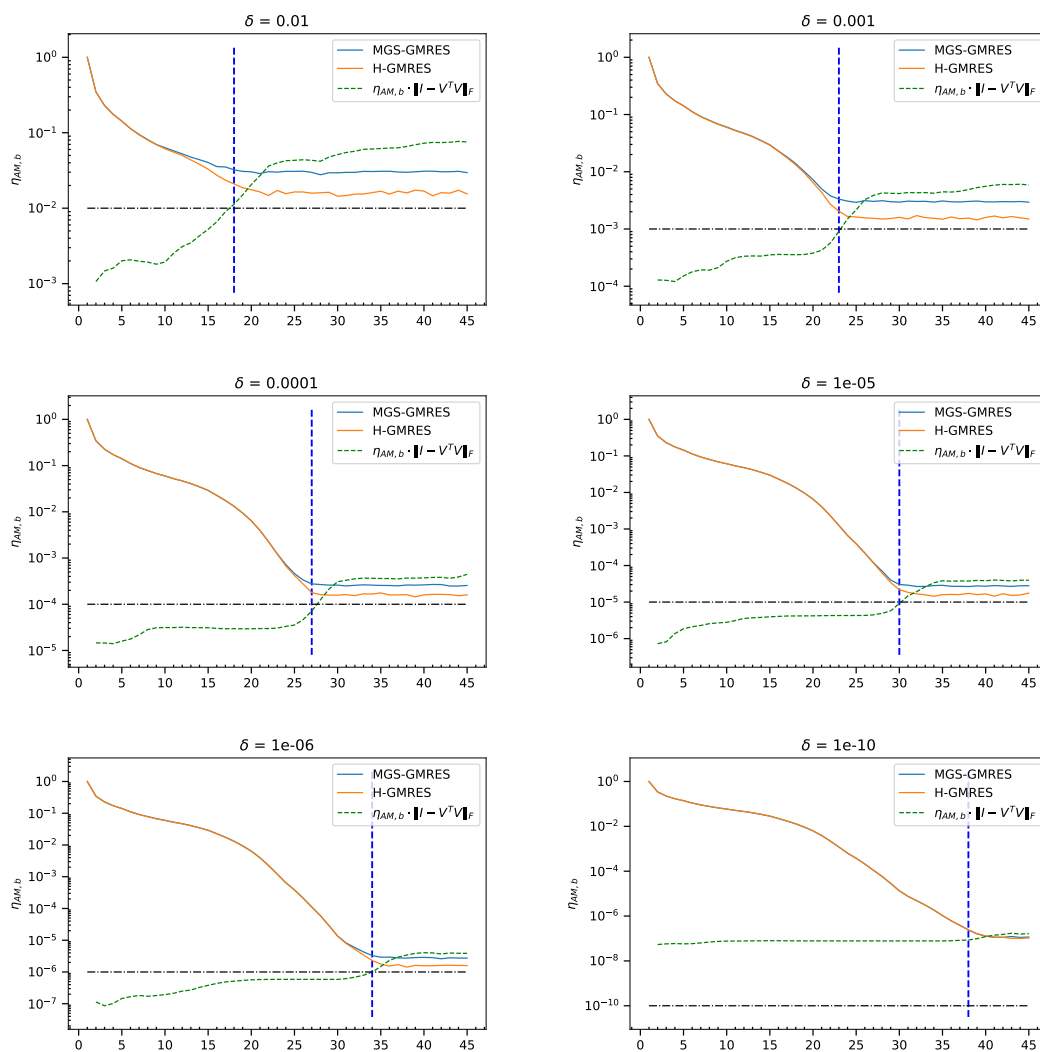 δ = 0.01
MGS-GMRES
H-GMRES
η_{AM,b} · ‖I − V^T V‖_F
η_{AM,b}
10^0
10^{-1}
10^{-2}
10^{-3}
0 5 10 15 20 25 30 35 40 45
δ = 0.001
MGS-GMRES
H-GMRES
η_{AM,b} · ‖I − V^T V‖_F
η_{AM,b}
10^0
10^{-1}
10^{-2}
10^{-3}
10^{-4}
0 5 10 15 20 25 30 35 40 45
δ = 0.0001
MGS-GMRES
H-GMRES
η_{AM,b} · ‖I − V^T V‖_F
η_{AM,b}
10^0
10^{-1}
10^{-2}
10^{-3}
10^{-4}
10^{-5}
0 5 10 15 20 25 30 35 40 45
δ = 1e-05
MGS-GMRES
H-GMRES
η_{AM,b} · ‖I − V^T V‖_F
η_{AM,b}
10^0
10^{-1}
10^{-2}
10^{-3}
10^{-4}
10^{-5}
10^{-6}
0 5 10 15 20 25 30 35 40 45
δ = 1e-06
MGS-GMRES
H-GMRES
η_{AM,b} · ‖I − V^T V‖_F
η_{AM,b}
10^0
10^{-1}
10^{-2}
10^{-3}
10^{-4}
10^{-5}
10^{-6}
10^{-7}
0 5 10 15 20 25 30 35 40 45
δ = 1e-10
MGS-GMRES
H-GMRES
η_{AM,b} · ‖I − V^T V‖_F
η_{AM,b}
10^0
10^{-2}
10^{-4}
10^{-6}
10^{-8}
10^{-10}
0 5 10 15 20 25 30 35 40 45